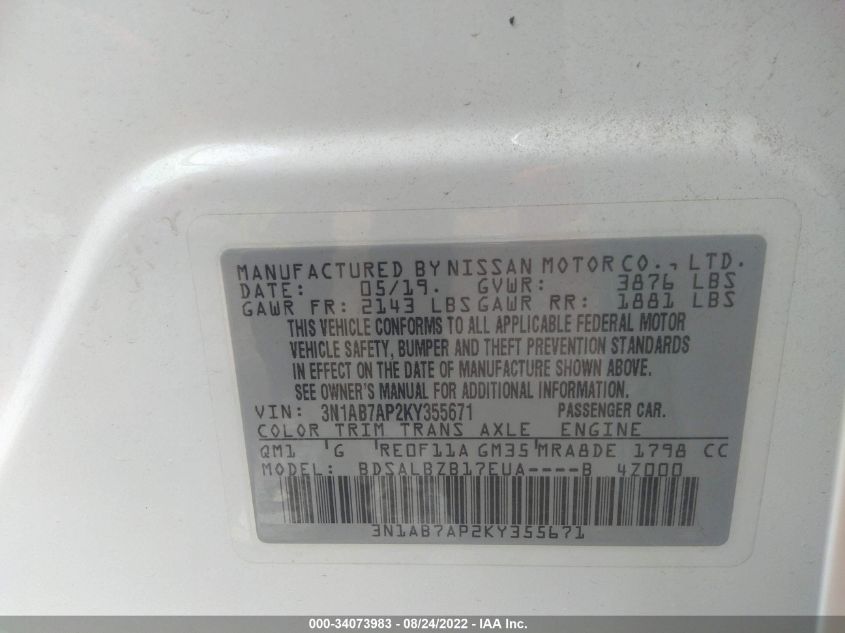 MANUFACTURED BY NISSAN MOTOR CO., LTD.
DATE: 05/19. GVWR: 3876 LBS
GAWR FR: 2143 LBS GAWR RR: 1881 LBS
THIS VEHICLE CONFORMS TO ALL APPLICABLE FEDERAL MOTOR
VEHICLE SAFETY, BUMPER AND THEFT PREVENTION STANDARDS
IN EFFECT ON THE DATE OF MANUFACTURE SHOWN ABOVE.
SEE OWNER'S MANUAL FOR ADDITIONAL INFORMATION.
VIN: 3N1AB7AP2KY355671 PASSENGER CAR.
COLOR TRIM TRANS AXLE ENGINE
QM1 G RE0F11A GM35 MRA8DE 1798 CC
MODEL: BDSALBZB17EUA----B 4Z000
3N1AB7AP2KY355671
000-34073983 - 08/24/2022 - IAA Inc.